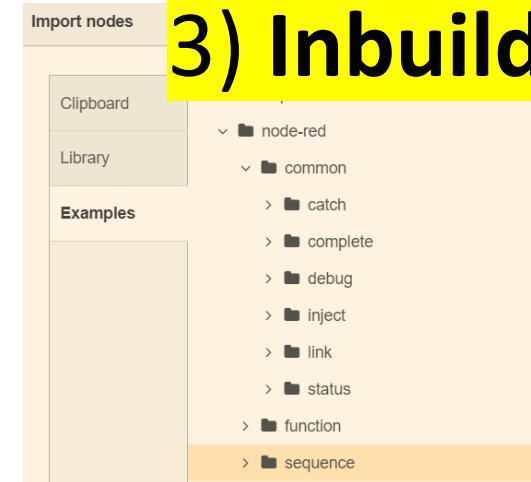 Import nodes
3) Inbuild
Clipboard
Library
Examples
node-red
common
catch
complete
debug
inject
link
status
function
sequence